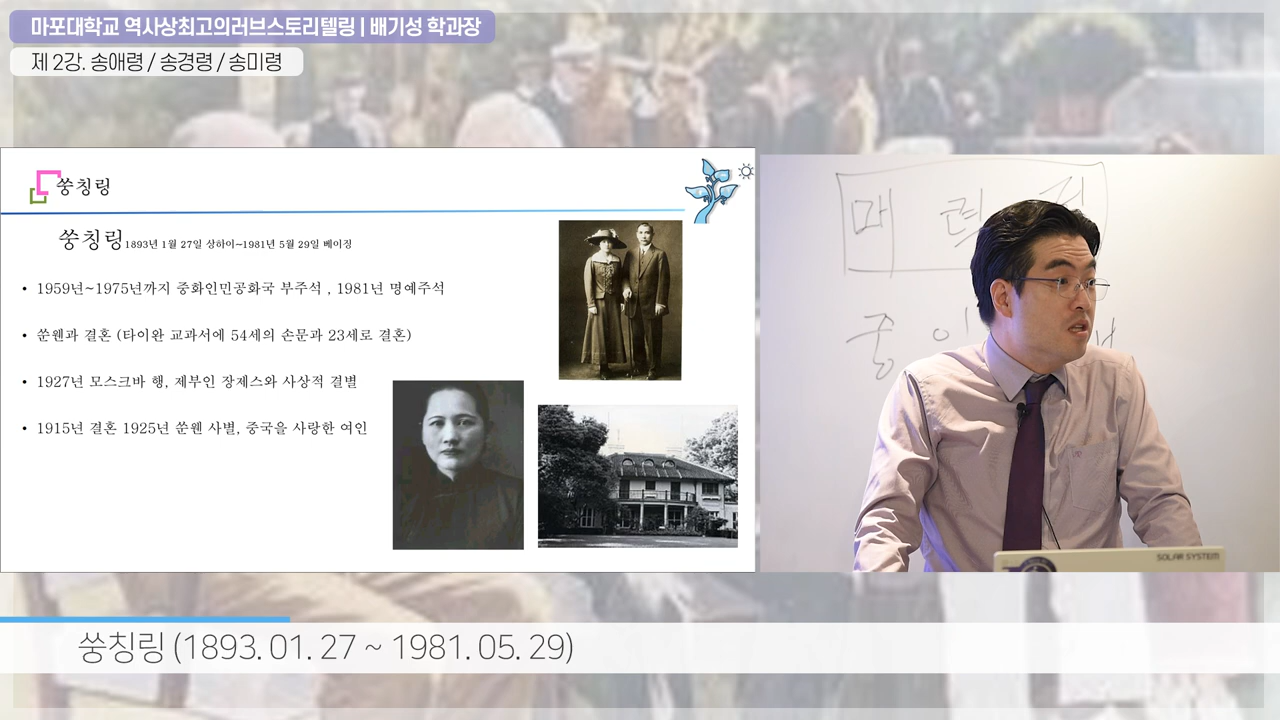 마포대학교 역사상최고의러브스토리텔링 | 배기성 학과장
제 2강. 송애령 / 송경령 / 송미령
쑹칭링
쑹칭링 1893년 1월 27일 상하이~1981년 5월 29일 베이징
• 1959년~1975년까지 중화인민공화국 부주석 , 1981년 명예주석
• 쑨원과 결혼 (타이완 교과서에 54세의 손문과 23세로 결혼)
• 1927년 모스크바 행, 제부인 장제스와 사상적 결별
• 1915년 결혼 1925년 쑨원 사별, 중국을 사랑한 여인
매 력
중
SOLAR SYSTEM
쑹칭링 (1893. 01. 27 ~ 1981. 05. 29)